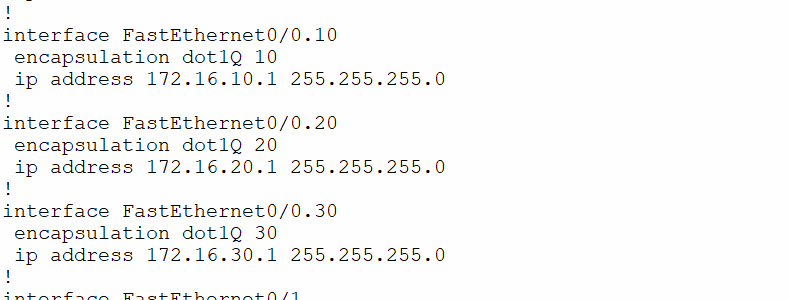 !
interface FastEthernet0/0.10
 encapsulation dot1Q 10
 ip address 172.16.10.1 255.255.255.0
!
interface FastEthernet0/0.20
 encapsulation dot1Q 20
 ip address 172.16.20.1 255.255.255.0
!
interface FastEthernet0/0.30
 encapsulation dot1Q 30
 ip address 172.16.30.1 255.255.255.0
!
interface FastEthernet0/1